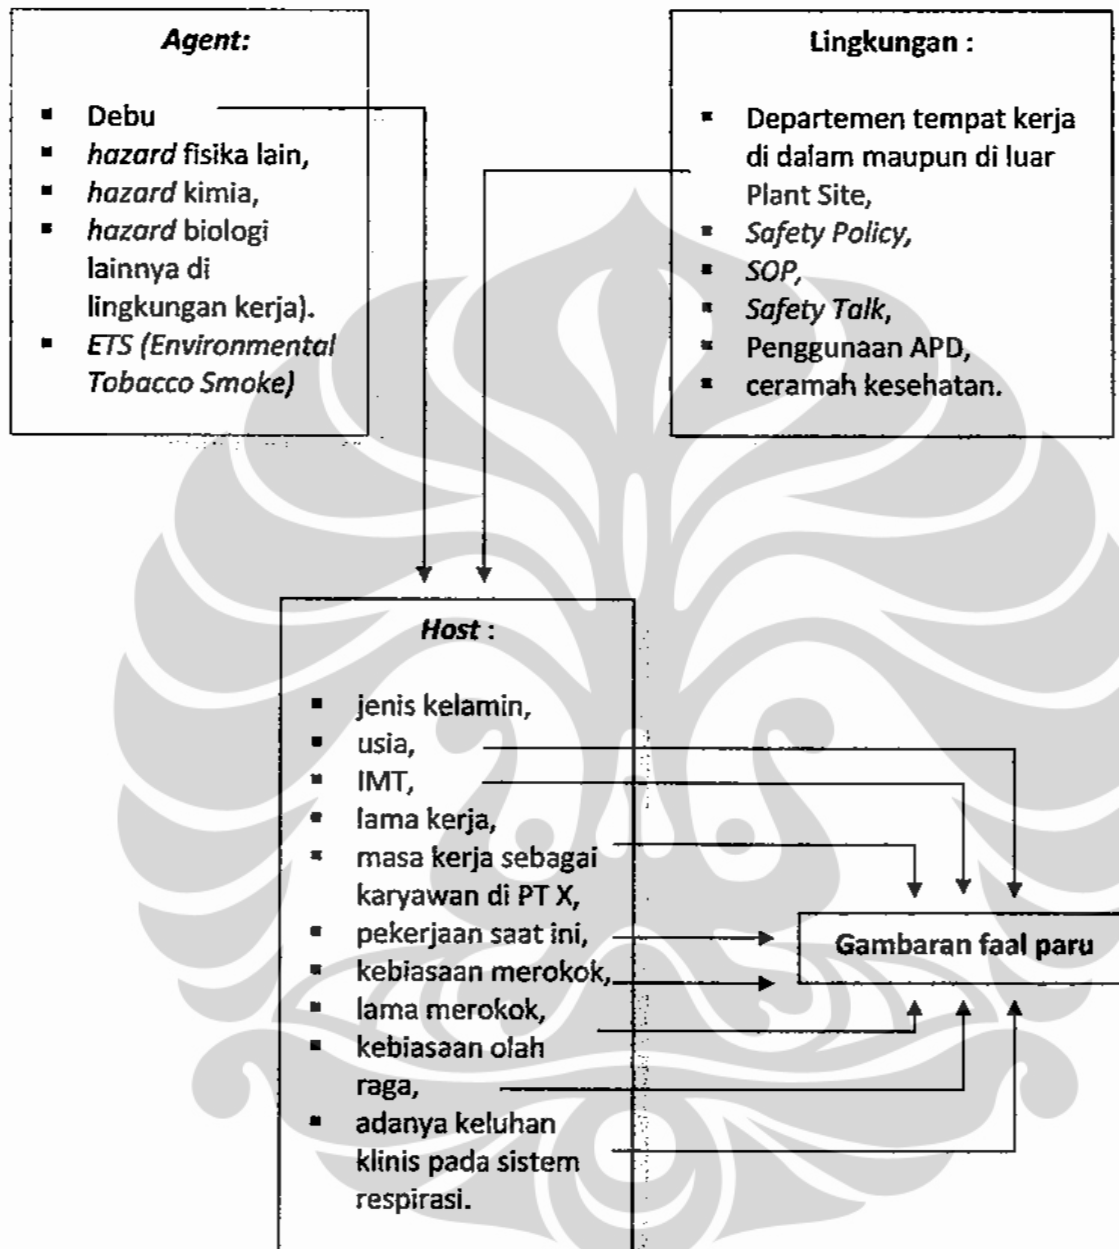 Agent:
▪ Debu
▪ hazard fisika lain,
▪ hazard kimia,
▪ hazard biologi
lainnya di
lingkungan kerja).
▪ ETS (Environmental
Tobacco Smoke)
Lingkungan :
▪ Departemen tempat kerja
di dalam maupun di luar
Plant Site,
▪ Safety Policy,
▪ SOP,
▪ Safety Talk,
▪ Penggunaan APD,
▪ ceramah kesehatan.
Host :
▪ jenis kelamin,
▪ usia,
▪ IMT,
▪ lama kerja,
▪ masa kerja sebagai
karyawan di PT X,
▪ pekerjaan saat ini,
▪ kebiasaan merokok,
▪ lama merokok,
▪ kebiasaan olah
raga,
▪ adanya keluhan
klinis pada sistem
respirasi.
Gambaran faal paru